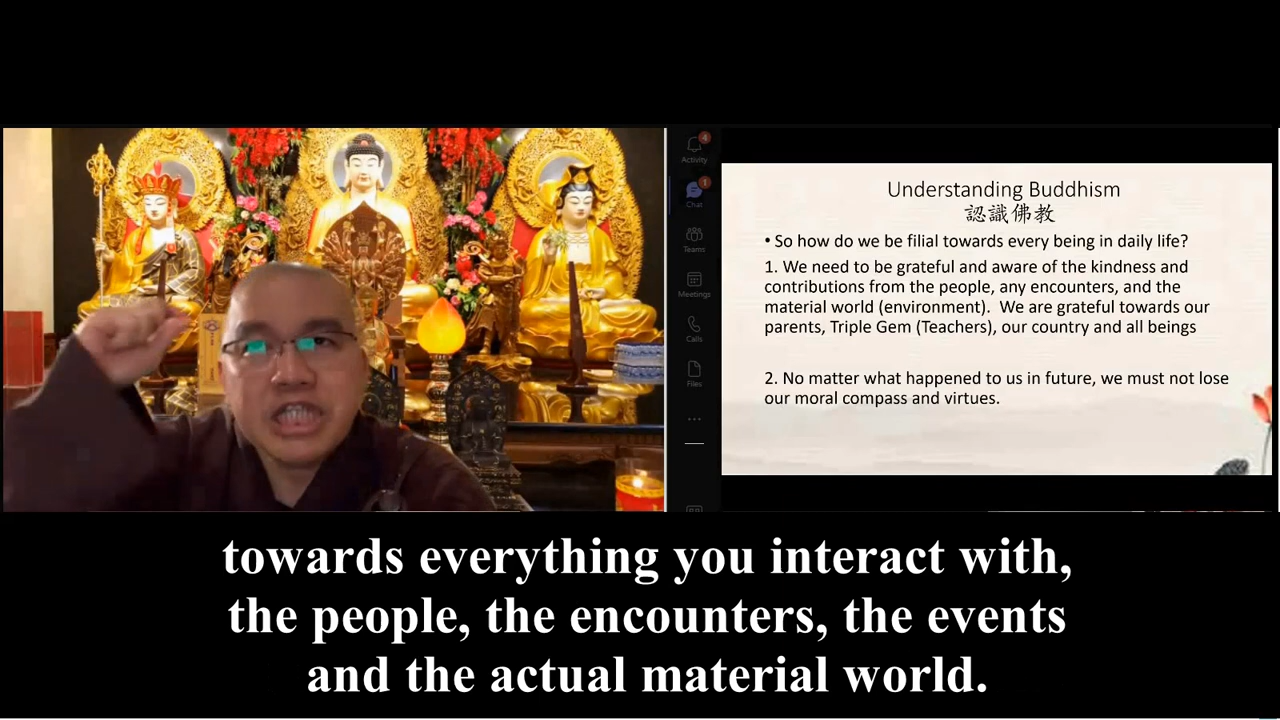 Activity
4
Chat
1
Teams
Meetings
Calls
Files
Understanding Buddhism
認識佛教
• So how do we be filial towards every being in daily life?
1. We need to be grateful and aware of the kindness and
contributions from the people, any encounters, and the
material world (environment).  We are grateful towards our
parents, Triple Gem (Teachers), our country and all beings
2. No matter what happened to us in future, we must not lose
our moral compass and virtues.
towards everything you interact with,
the people, the encounters, the events
and the actual material world.